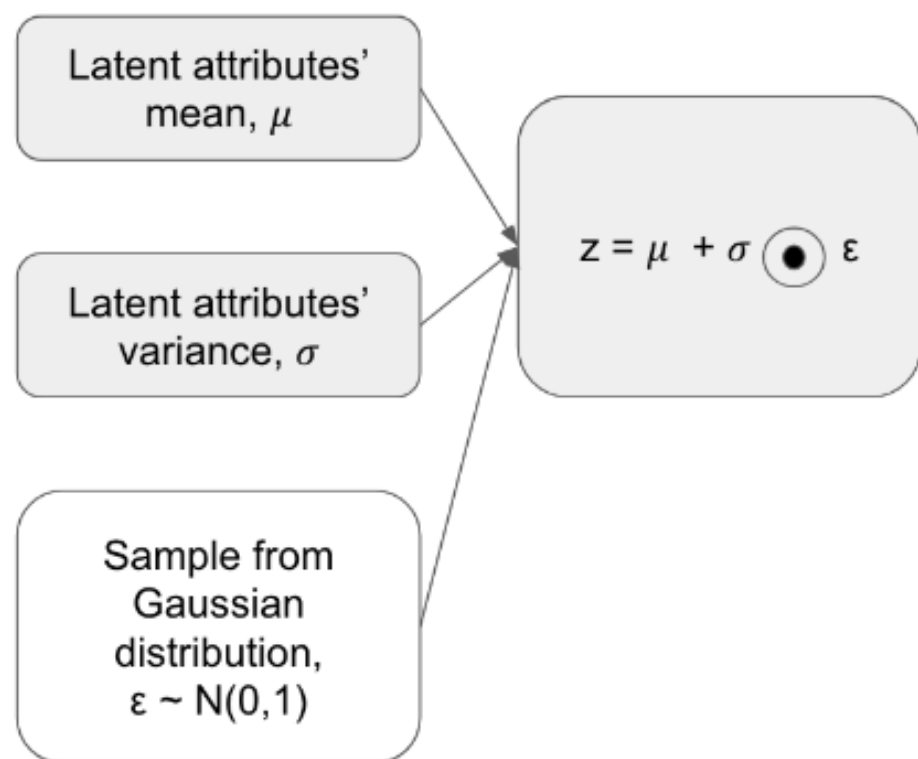 Latent attributes’
mean, μ
Latent attributes’
variance, σ
Sample from
Gaussian
distribution,
ε ~ N(0,1)
z = μ + σ ⊙ ε